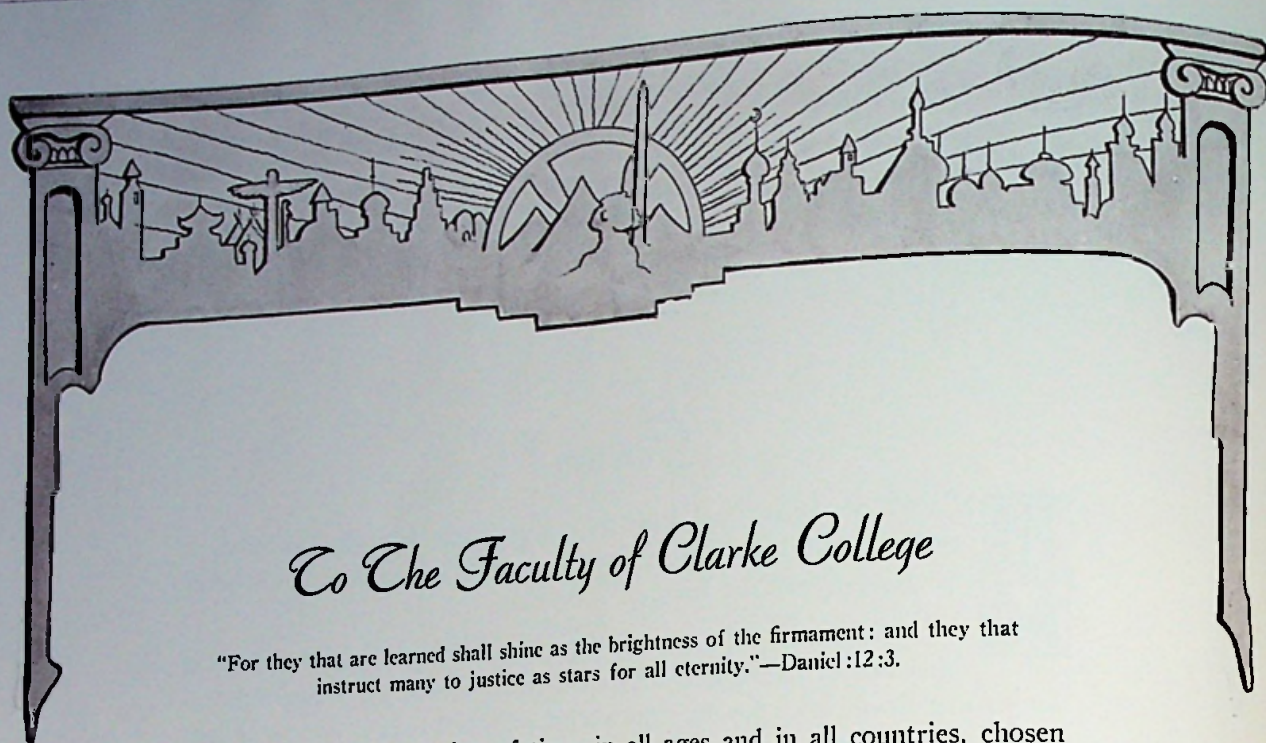 To The Faculty of Clarke College
"For they that are learned shall shine as the brightness of the firmament: and they that
instruct many to justice as stars for all eternity."—Daniel :12 :3.
all ages and in all countries, chosen